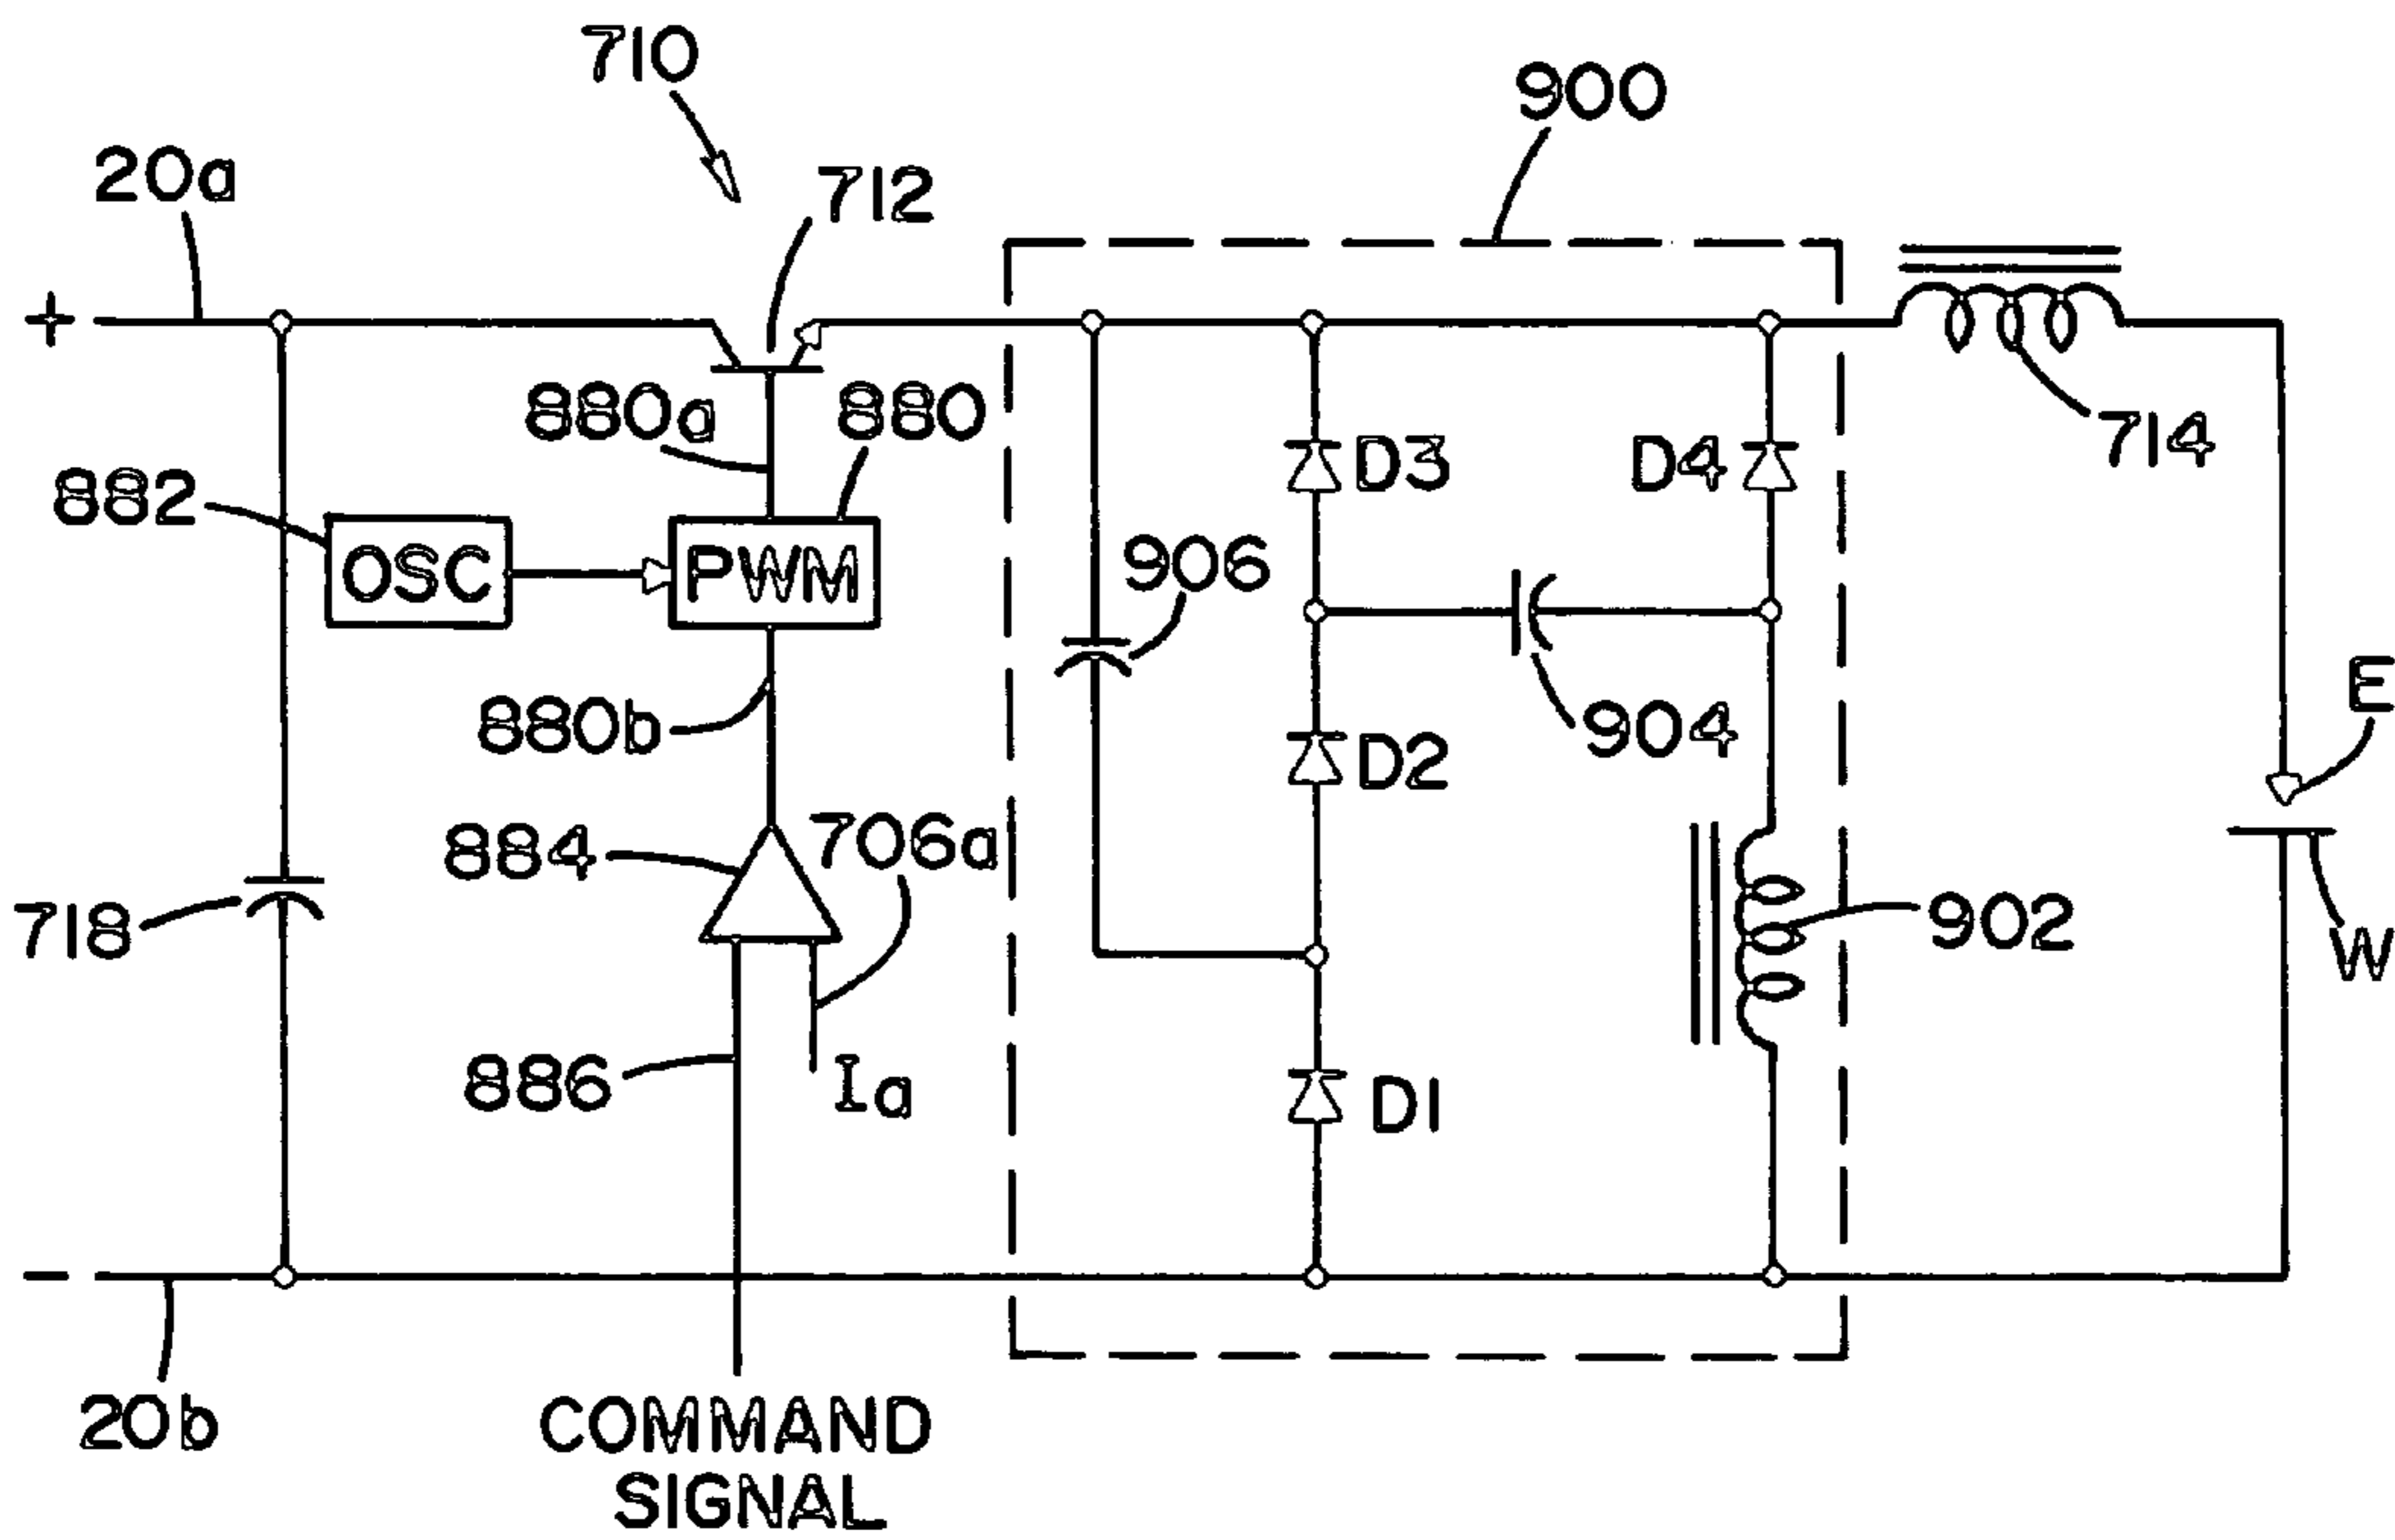 710
900
20a
712
+
880a
880
714
D3
D4
882
OSC
PWM
906
880b
904
E
D2
884
706a
718
902
W
886
Ia
D1
-
20b
COMMAND
SIGNAL